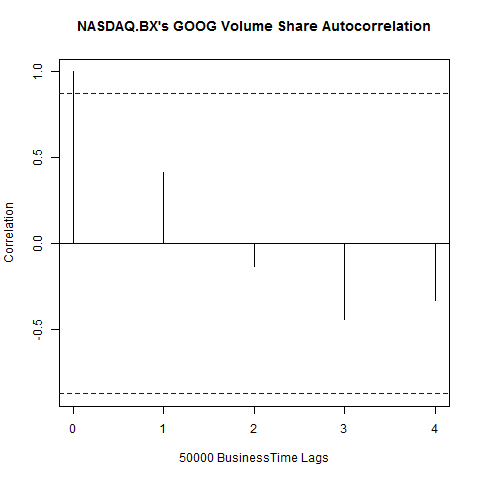 NASDAQ.BX's GOOG Volume Share Autocorrelation
1.0
0.5
0.0
-0.5
Correlation
0 1 2 3 4
50000 BusinessTime Lags